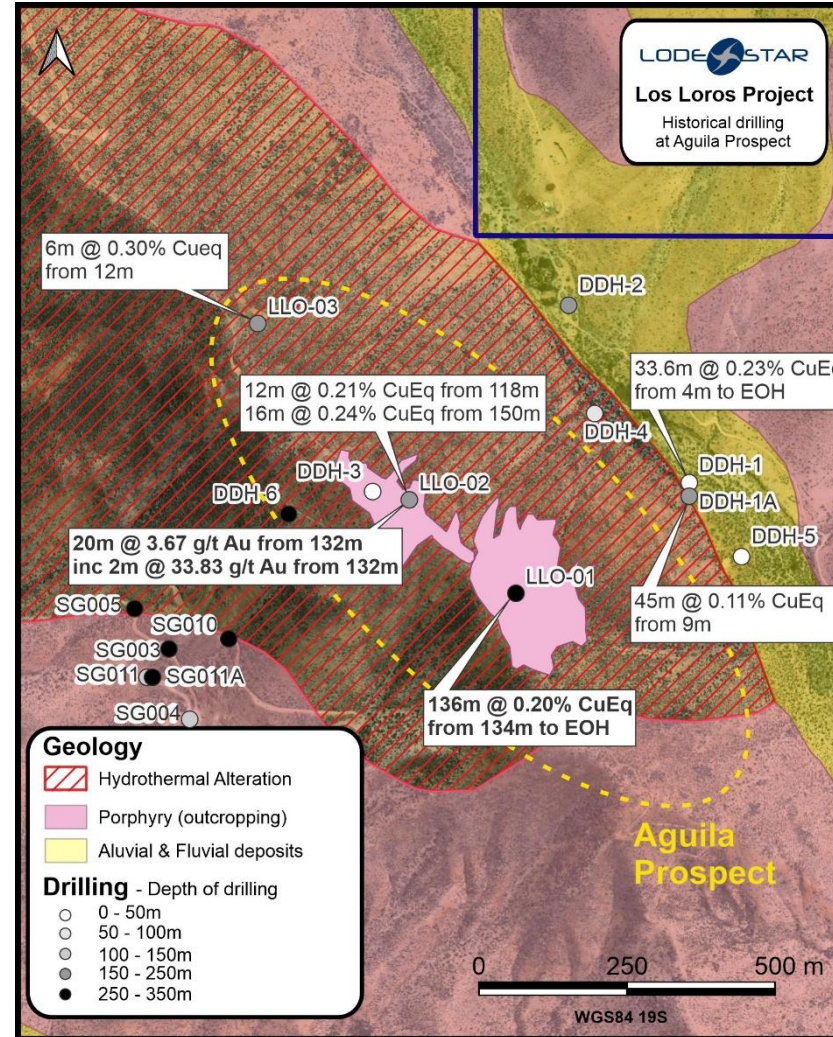 LODE STAR
Los Loros Project
Historical drilling
at Aguila Prospect
6m @ 0.30% Cueq
from 12m
LLO-03
DDH-2
33.6m @ 0.23% CuEq
from 4m to EOH
12m @ 0.21% CuEq from 118m
16m @ 0.24% CuEq from 150m
DDH-4
DDH-3
LLO-02
DDH-6
DDH-1
DDH-1A
DDH-5
20m @ 3.67 g/t Au from 132m
inc 2m @ 33.83 g/t Au from 132m
LLO-01
45m @ 0.11% CuEq
from 9m
SG005
SG010
SG003
SG011
SG011A
SG004
136m @ 0.20% CuEq
from 134m to EOH
Aguila
Prospect
Geology
Hydrothermal Alteration
Porphyry (outcropping)
Aluvial & Fluvial deposits
Drilling - Depth of drilling
0 - 50m
50 - 100m
100 - 150m
150 - 250m
250 - 350m
0 250 500 m
WGS84 19S